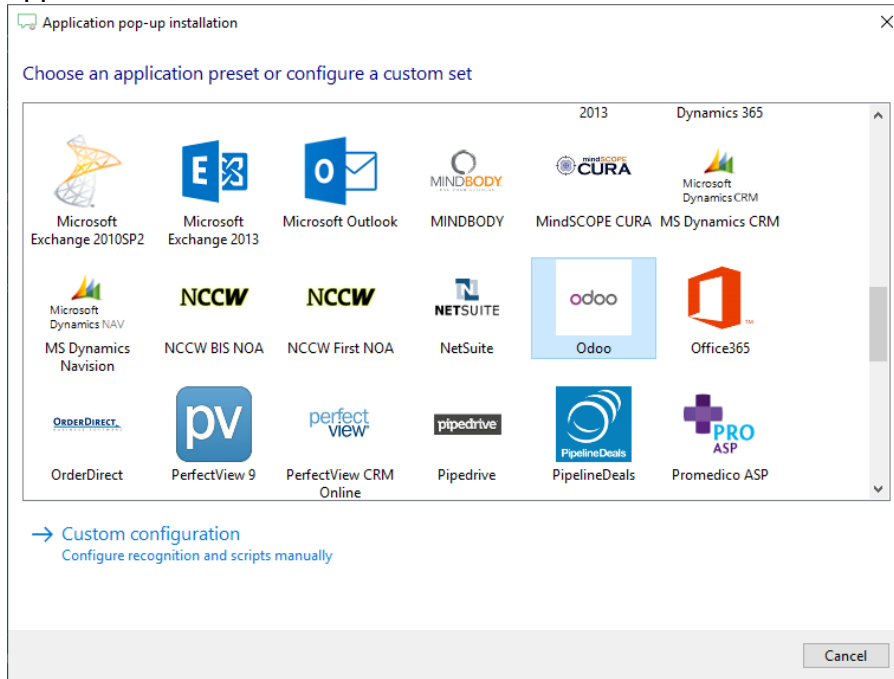 Application pop-up installation
Choose an application preset or configure a custom set
2013
Dynamics 365
E
O
MINDBODY
mindSCOPE
CURA
Microsoft
Dynamics CRM
Microsoft
Exchange 2010SP2
Microsoft
Exchange 2013
Microsoft Outlook
MINDBODY
MindSCOPE CURA
MS Dynamics CRM
Microsoft
Dynamics NAV
NCCW
NCCW
NETSUITE
odoo
MS Dynamics
Navision
NCCW BIS NOA
NCCW First NOA
NetSuite
Odoo
Office365
ORDERDIRECT
pv
perfect
view
pipedrive
PipelineDeals
PRO
ASP
OrderDirect
PerfectView 9
PerfectView CRM
Online
Pipedrive
PipelineDeals
Promedico ASP
Custom configuration
Configure recognition and scripts manually
Cancel